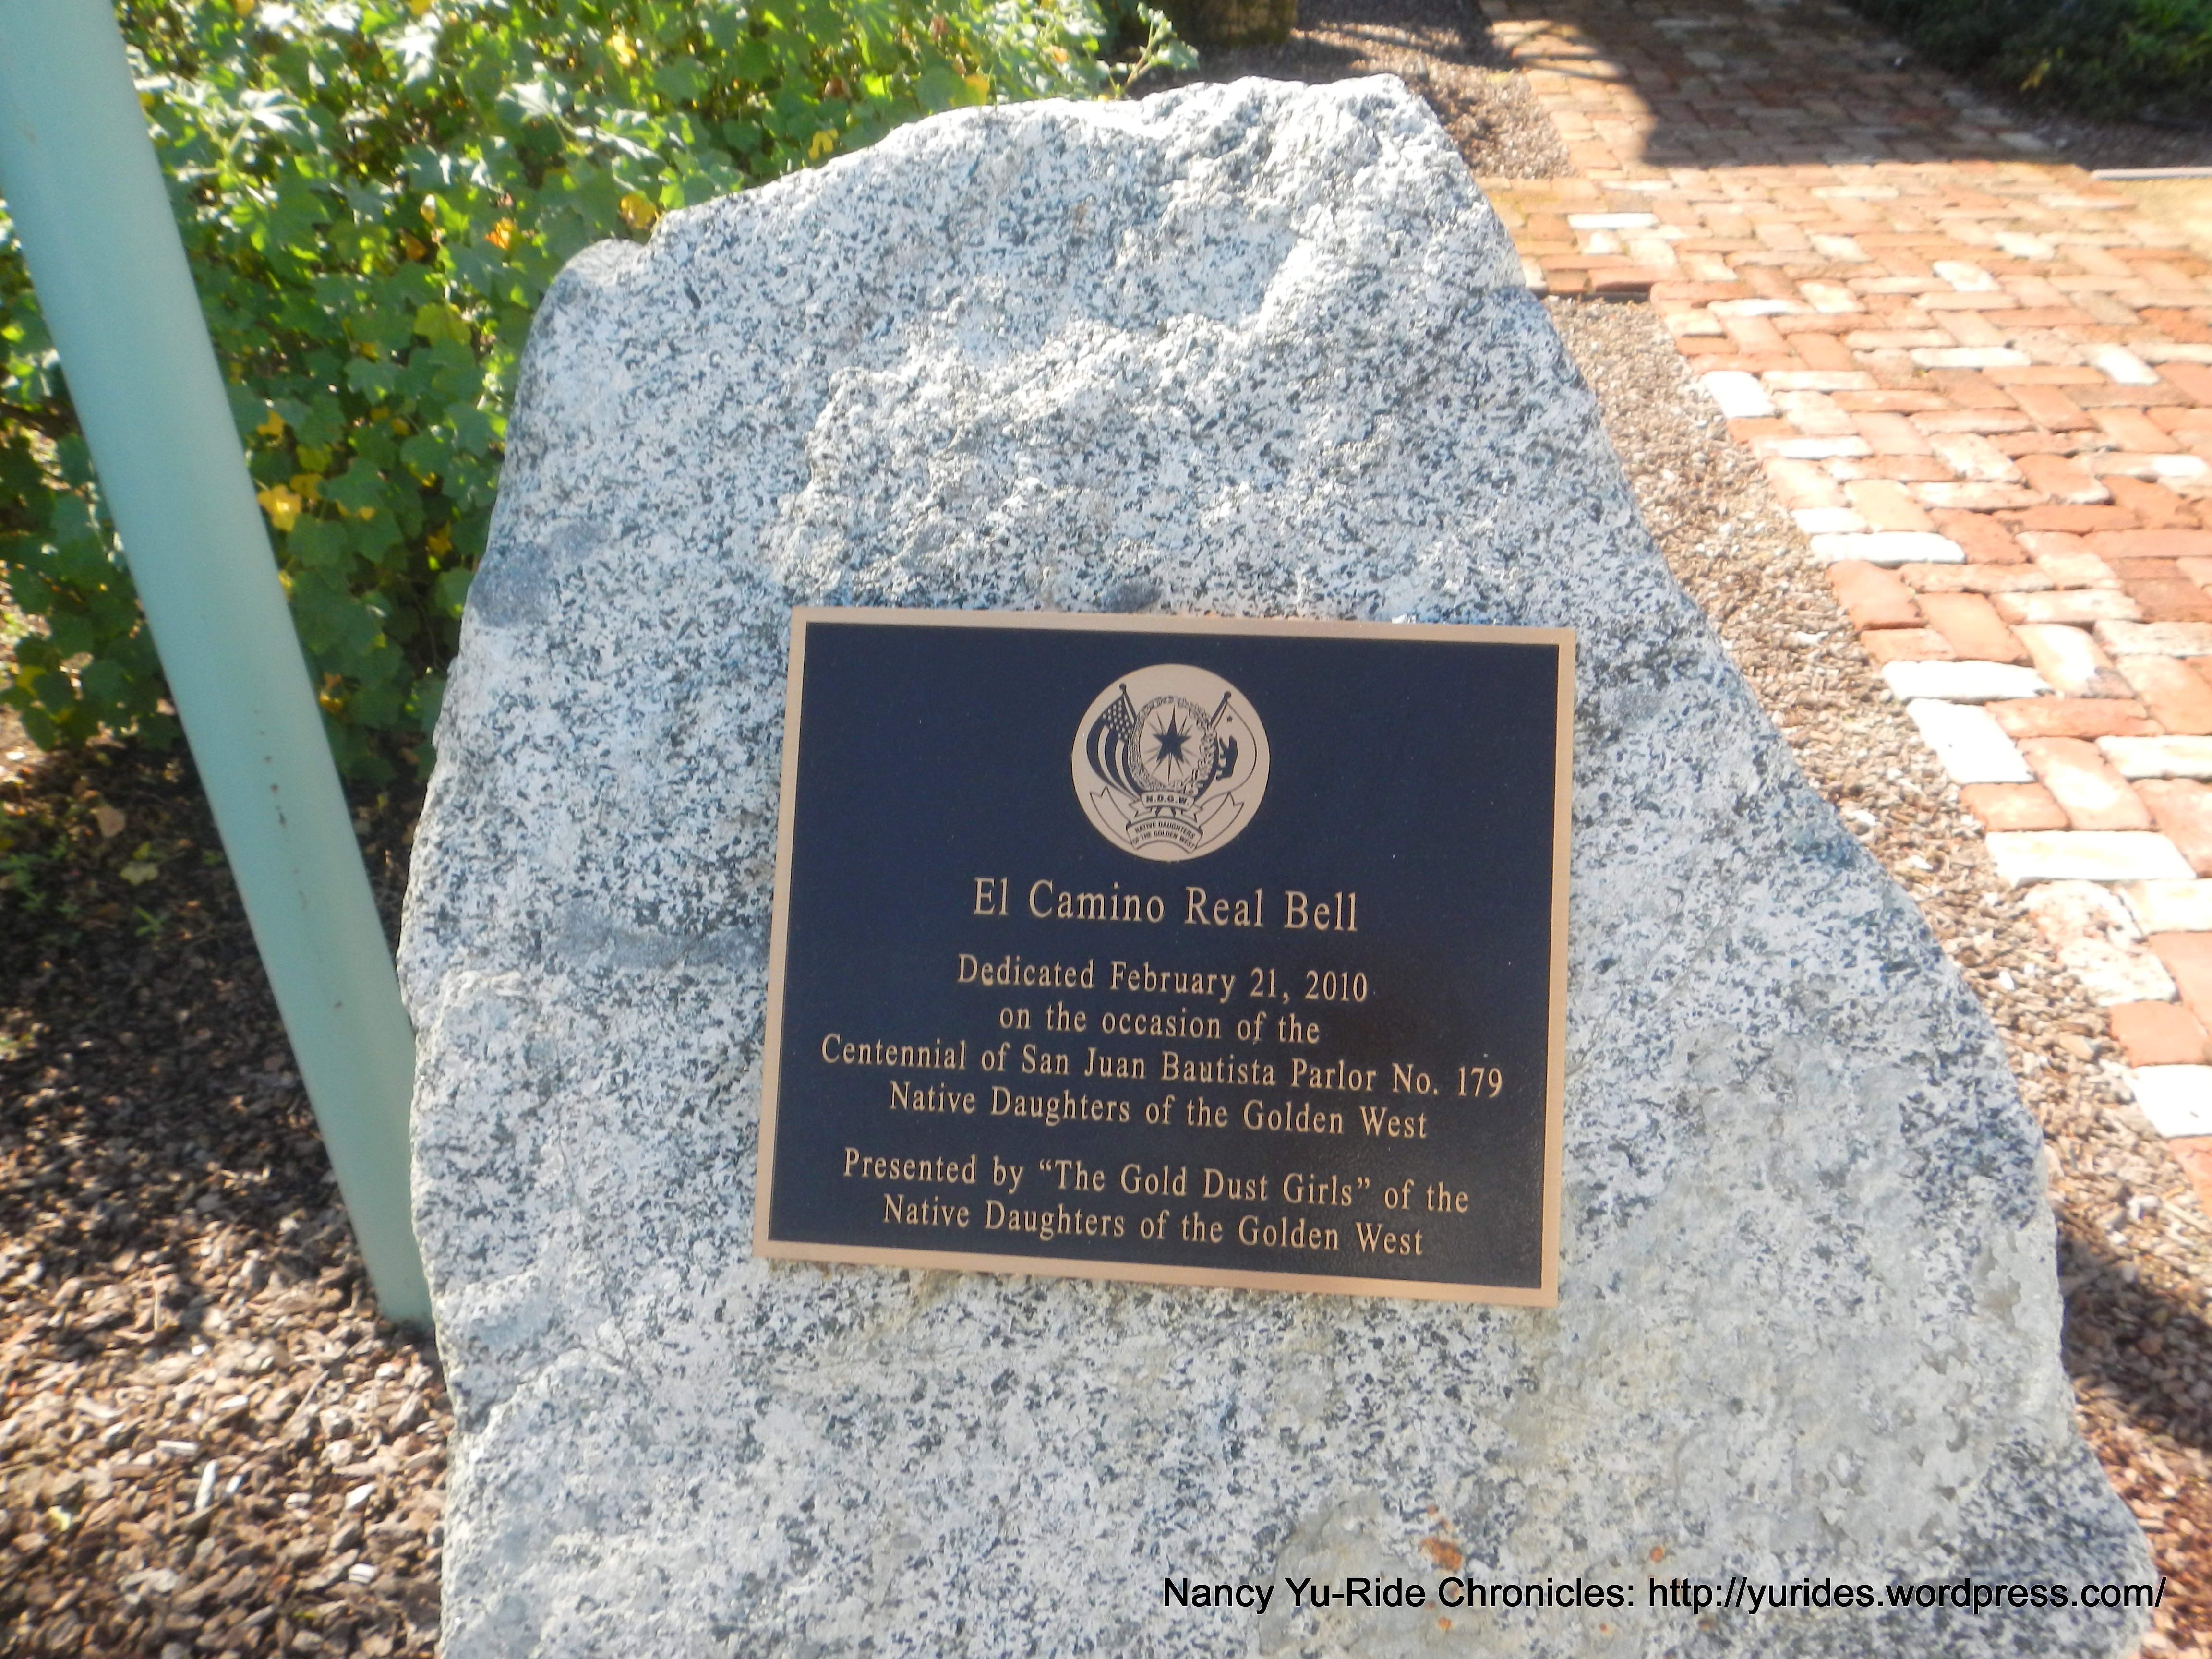 N.D.G.W.
NATIVE DAUGHTERS
OF THE GOLDEN WEST
El Camino Real Bell
Dedicated February 21, 2010
on the occasion of the
Centennial of San Juan Bautista Parlor No. 179
Native Daughters of the Golden West
Presented by “The Gold Dust Girls” of the
Native Daughters of the Golden West
Nancy Yu-Ride Chronicles: http://yurides.wordpress.com/